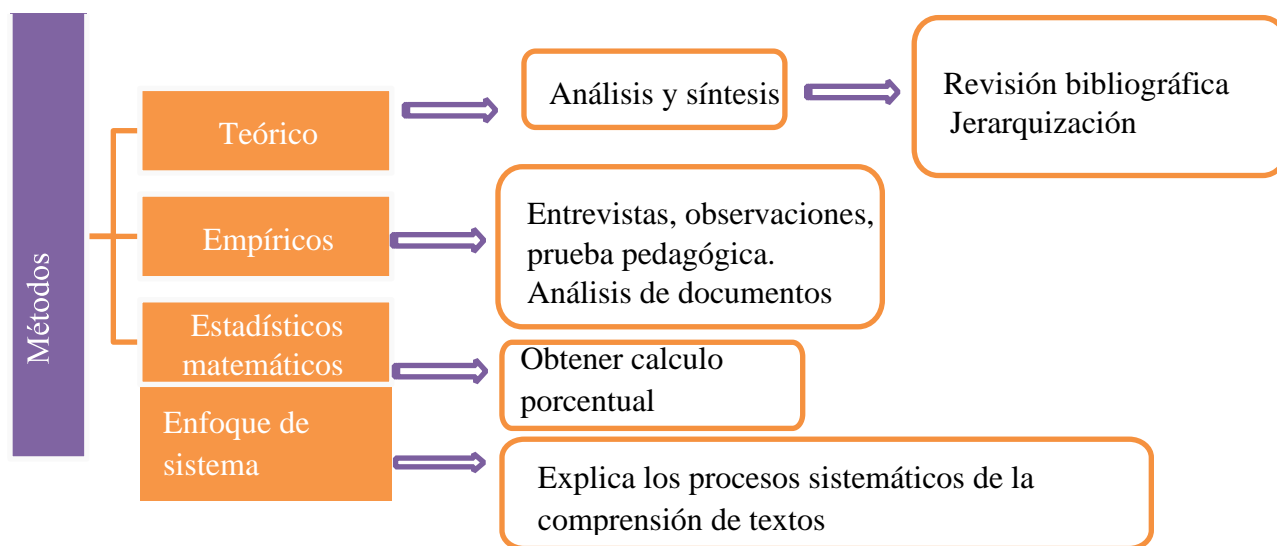 Métodos
Teórico
Análisis y síntesis
Revisión bibliográfica
Jerarquización
Empíricos
Entrevistas, observaciones,
prueba pedagógica.
Análisis de documentos
Estadísticos
matemáticos
Obtener calculo
porcentual
Enfoque de
sistema
Explica los procesos sistemáticos de la
comprensión de textos